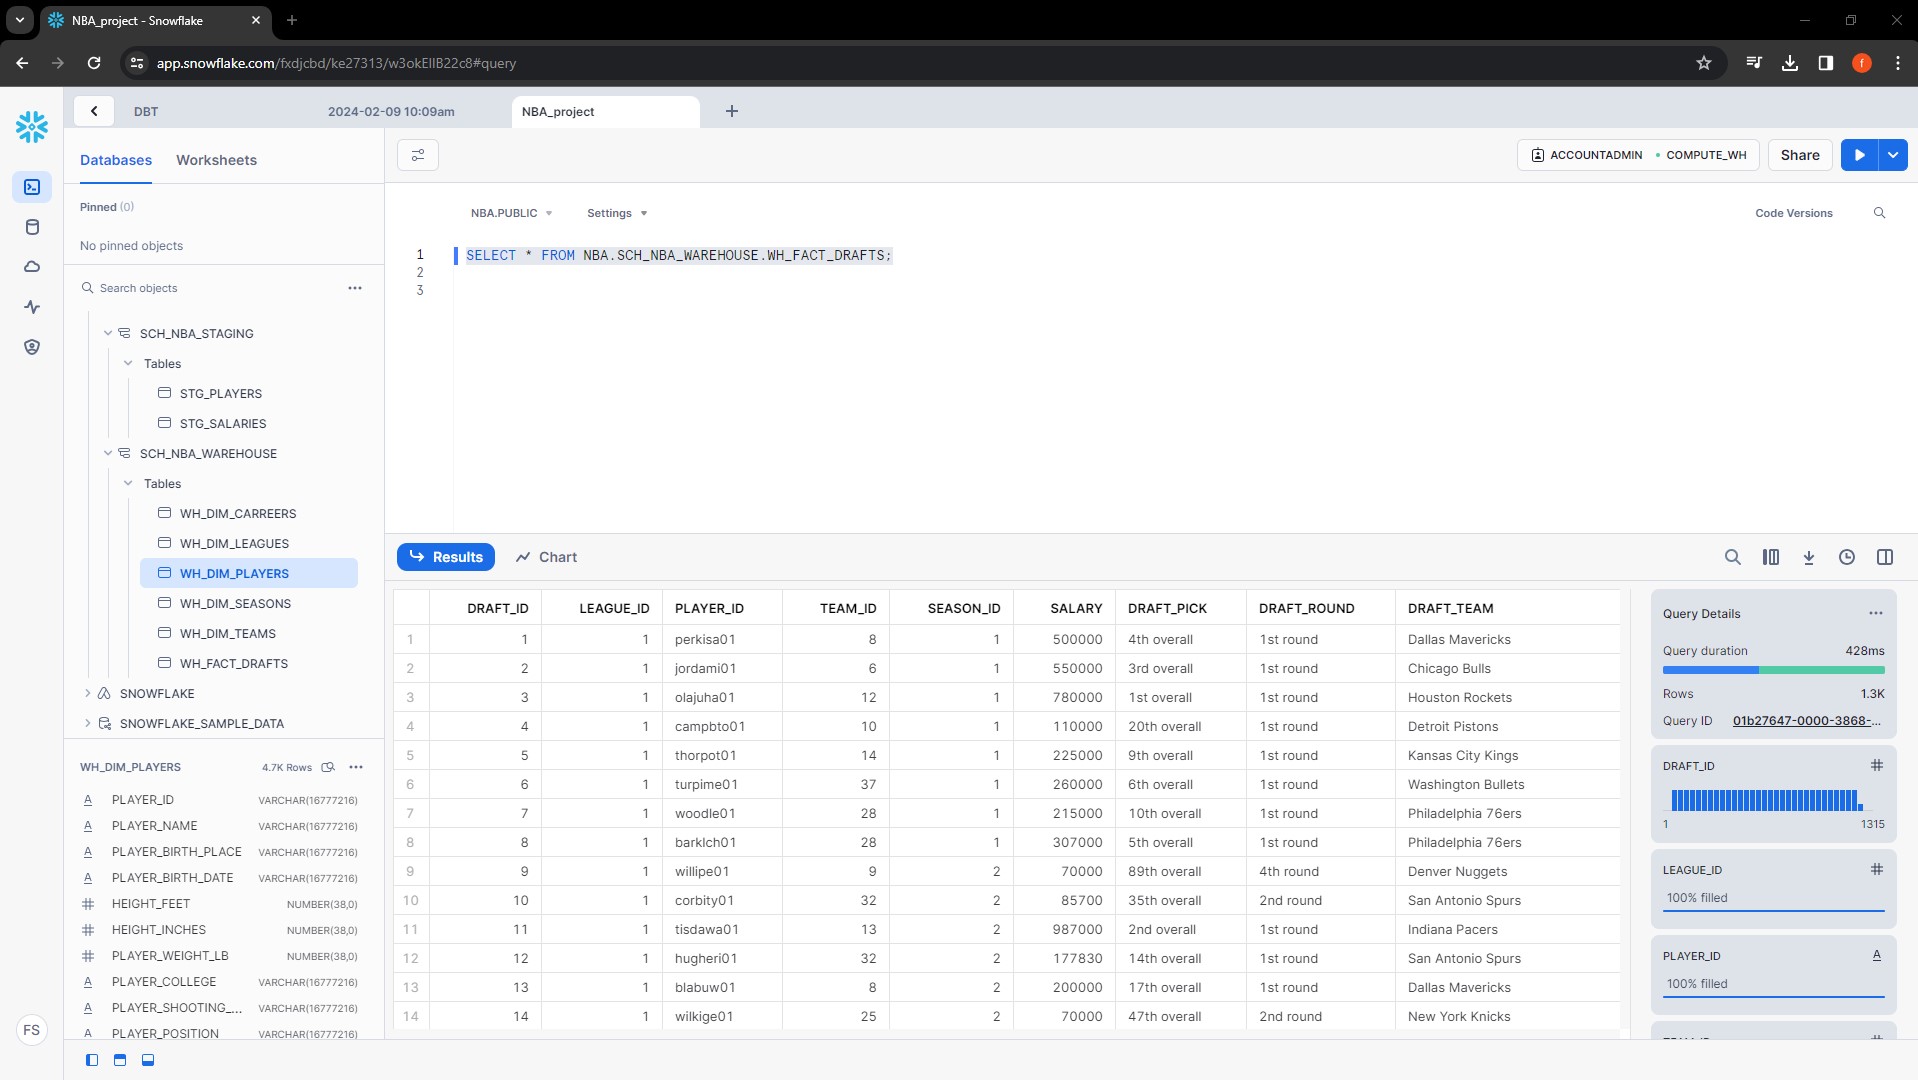 NBA_project - Snowflake
app.snowflake.com/fxdjcbd/ke27313/w3okEllB22c8#query
f
DBT
2024-02-09 10:09am
NBA_project
Databases
Worksheets
ACCOUNTADMIN
COMPUTE_WH
Share
Pinned (0)
No pinned objects
Search objects
SCH_NBA_STAGING
Tables
STG_PLAYERS
STG_SALARIES
SCH_NBA_WAREHOUSE
Tables
WH_DIM_CARREERS
WH_DIM_LEAGUES
WH_DIM_PLAYERS
WH_DIM_SEASONS
WH_DIM_TEAMS
WH_FACT_DRAFTS
SNOWFLAKE
SNOWFLAKE_SAMPLE_DATA
WH_DIM_PLAYERS 4.7K Rows
A PLAYER_ID VARCHAR(16777216)
A PLAYER_NAME VARCHAR(16777216)
A PLAYER_BIRTH_PLACE VARCHAR(16777216)
A PLAYER_BIRTH_DATE VARCHAR(16777216)
# HEIGHT_FEET NUMBER(38,0)
# HEIGHT_INCHES NUMBER(38,0)
# PLAYER_WEIGHT_LB NUMBER(38,0)
A PLAYER_COLLEGE VARCHAR(16777216)
A PLAYER_SHOOTING_... VARCHAR(16777216)
A PLAYER_POSITION VARCHAR(16777216)
FS
NBA.PUBLIC
Settings
Code Versions
1 SELECT * FROM NBA.SCH_NBA_WAREHOUSE.WH_FACT_DRAFTS;
2
3
Results
Chart
DRAFT_ID LEAGUE_ID PLAYER_ID TEAM_ID SEASON_ID SALARY DRAFT_PICK DRAFT_ROUND DRAFT_TEAM
1 1 1 perkisa01 8 1 500000 4th overall 1st round Dallas Mavericks
2 2 1 jordami01 6 1 550000 3rd overall 1st round Chicago Bulls
3 3 1 olajuha01 12 1 780000 1st overall 1st round Houston Rockets
4 4 1 campbto01 10 1 110000 20th overall 1st round Detroit Pistons
5 5 1 thorpot01 14 1 225000 9th overall 1st round Kansas City Kings
6 6 1 turpime01 37 1 260000 6th overall 1st round Washington Bullets
7 7 1 woodle01 28 1 215000 10th overall 1st round Philadelphia 76ers
8 8 1 barklch01 28 1 307000 5th overall 1st round Philadelphia 76ers
9 9 1 willipe01 9 2 70000 89th overall 4th round Denver Nuggets
10 10 1 corbity01 32 2 85700 35th overall 2nd round San Antonio Spurs
11 11 1 tisdawa01 13 2 987000 2nd overall 1st round Indiana Pacers
12 12 1 hugheri01 32 2 177830 14th overall 1st round San Antonio Spurs
13 13 1 blabuw01 8 2 200000 17th overall 1st round Dallas Mavericks
14 14 1 wilkige01 25 2 70000 47th overall 2nd round New York Knicks
Query Details
Query duration 428ms
Rows 1.3K
Query ID 01b27647-0000-3868-...
DRAFT_ID #
1 1315
LEAGUE_ID #
100% filled
PLAYER_ID A
100% filled